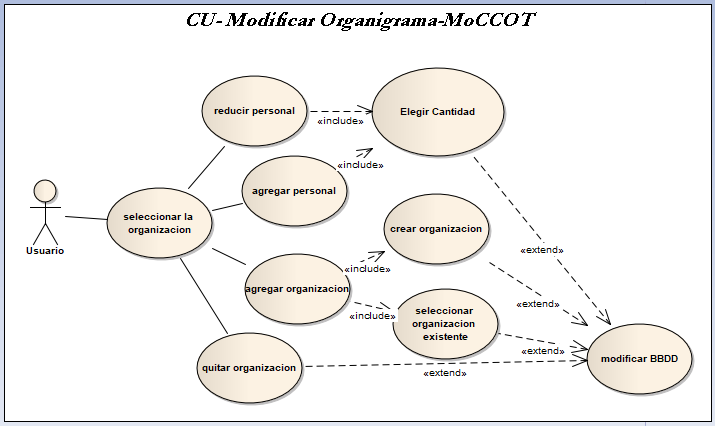 CU- Modificar Organigrama-MoCCOT
reducir personal
«include»
Elegir Cantidad
agregar personal
«include»
Usuario
seleccionar la
organizacion
crear organizacion
«include»
«extend»
agregar organizacion
«include»
seleccionar
organizacion
existente
«extend»
«extend»
modificar BBDD
quitar organizacion
«extend»